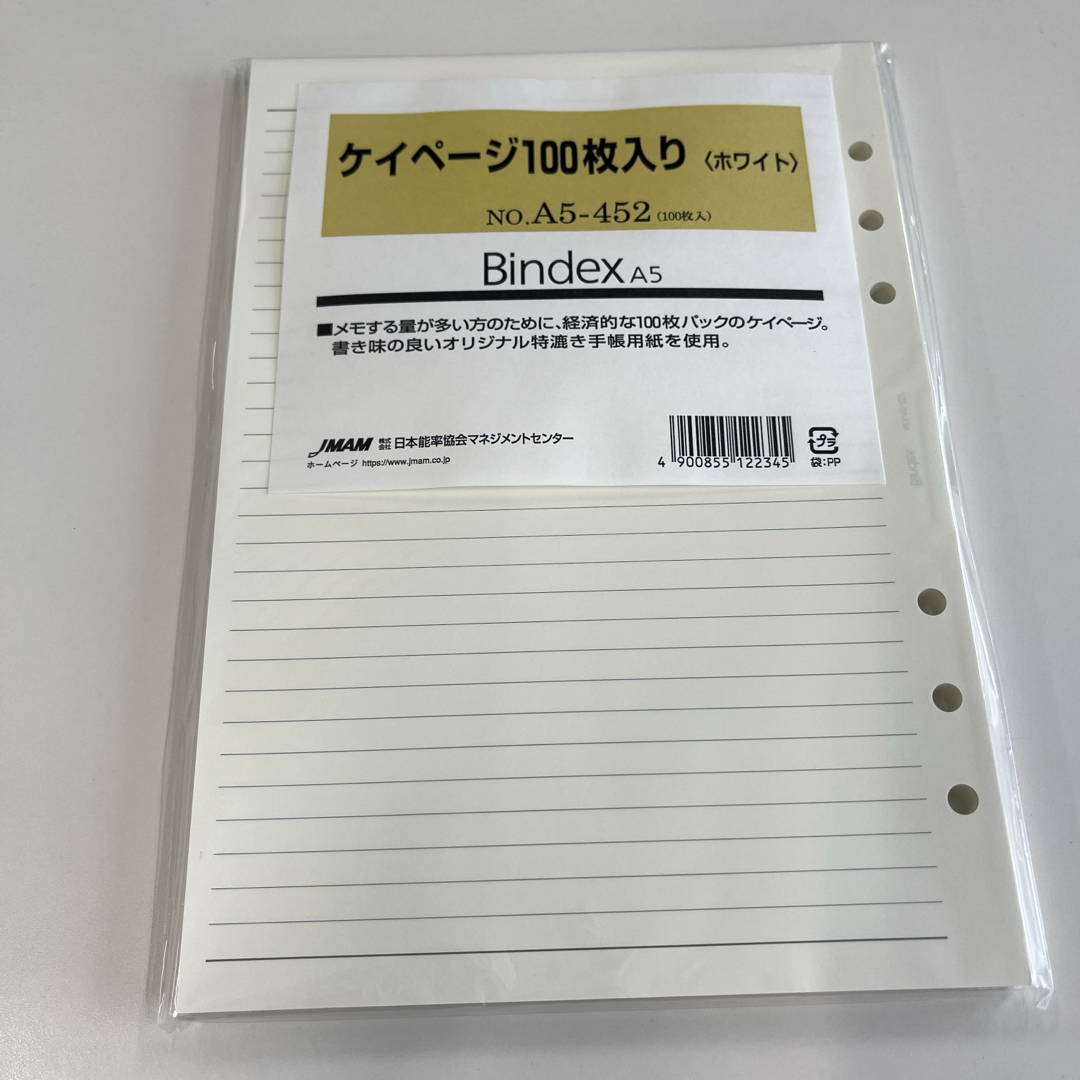 ケイページ100枚入り〈ホワイト〉
NO.A5-452(100枚入)
Bindex A5
■メモする量が多い方のために、経済的な100枚パックのケイページ。
書き味の良いオリジナル特漉き手帳用紙を使用。
JMAM 株式会社 日本能率協会マネジメントセンター
ホームページ https://www.jmam.co.jp
4 900855 122345
プラ
袋:PP
Bindex